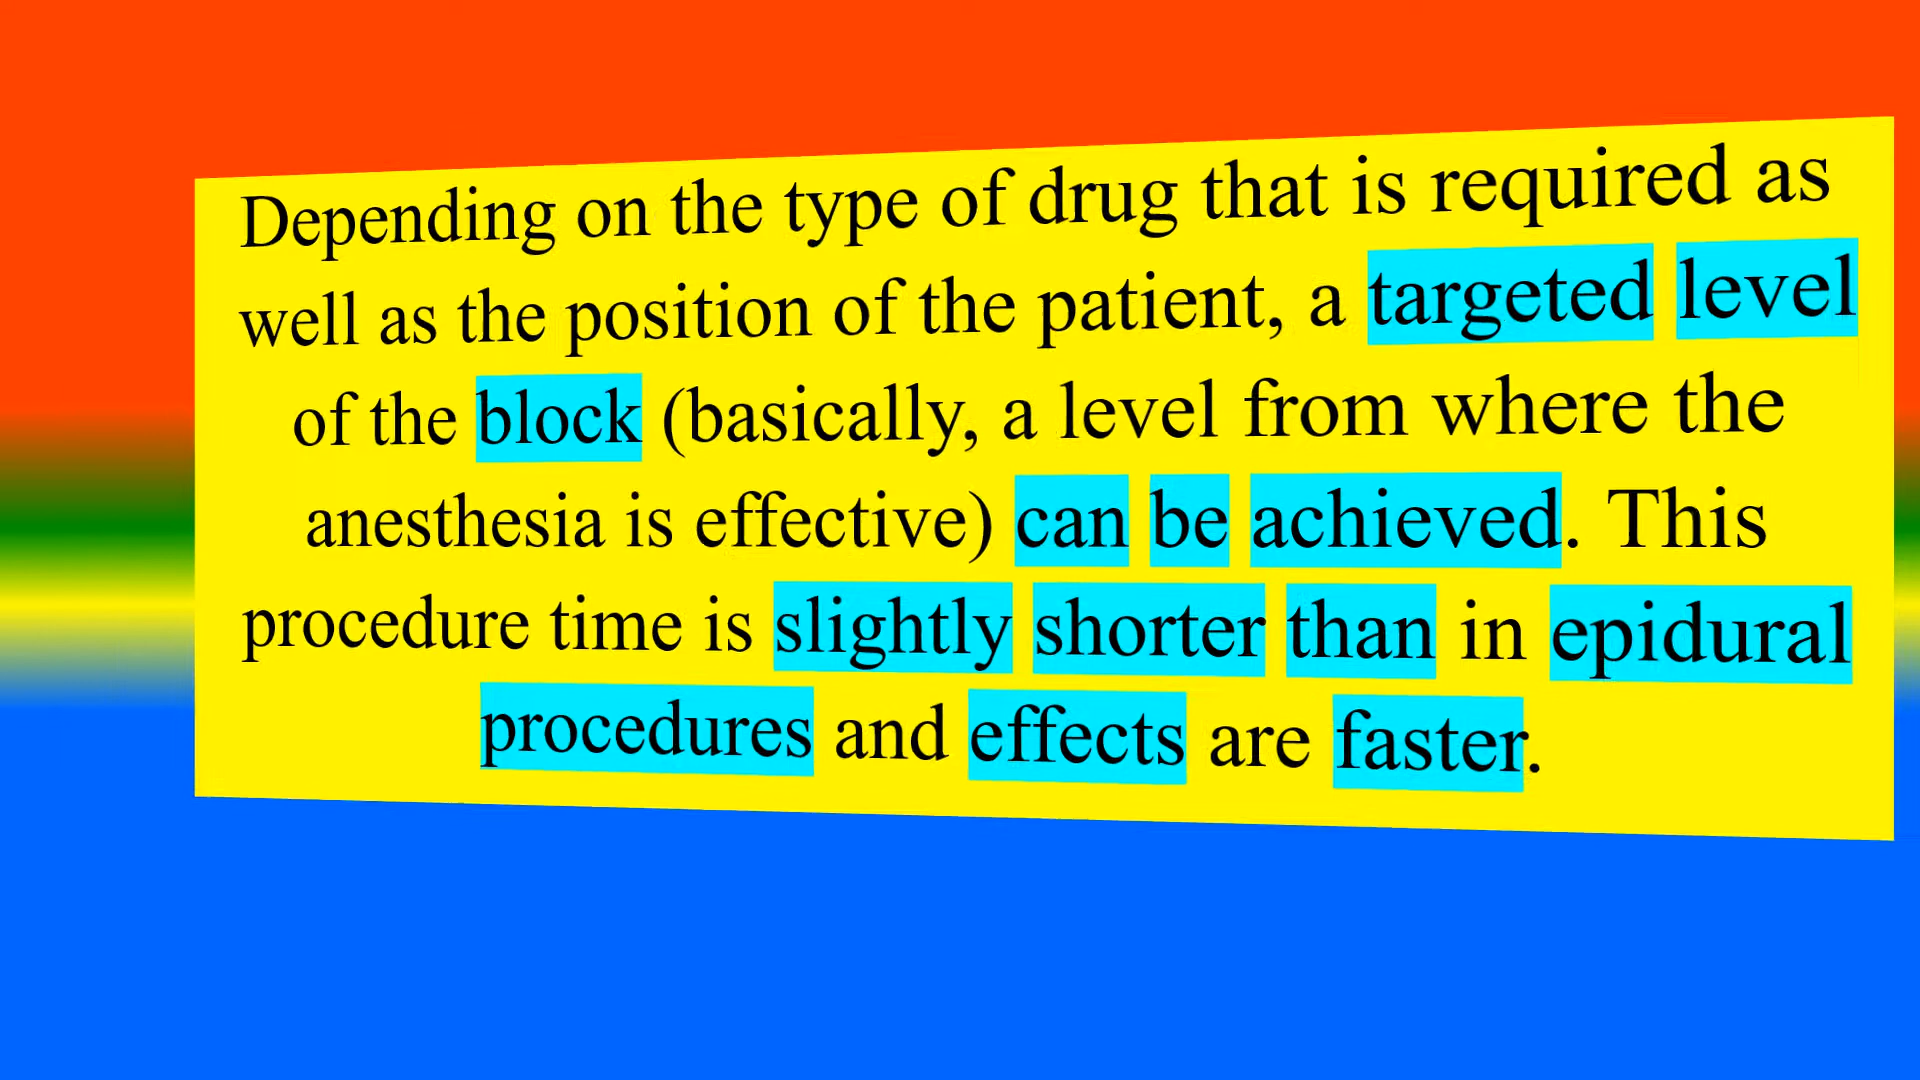 Depending on the type of drug that is required as
well as the position of the patient, a targeted level
of the block (basically, a level from where the
anesthesia is effective) can be achieved. This
procedure time is slightly shorter than in epidural
procedures and effects are faster.